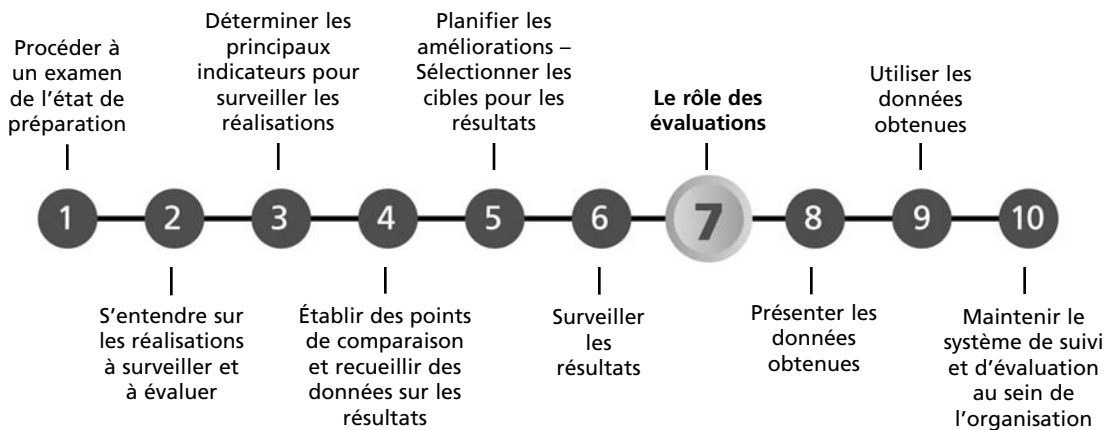 Procéder à
un examen
de l'état de
préparation
Déterminer les
principaux
indicateurs pour
surveiller les
réalisations
Planifier les
améliorations –
Sélectionner les
cibles pour les
résultats
Le rôle des
évaluations
Utiliser les
données
obtenues
1
2
3
4
5
6
7
8
9
10
S'entendre sur
les réalisations
à surveiller et
à évaluer
Établir des points
de comparaison
et recueillir des
données sur les
résultats
Surveiller
les
résultats
Présenter les
données
obtenues
Maintenir le
système de suivi
et d'évaluation
au sein de
l'organisation